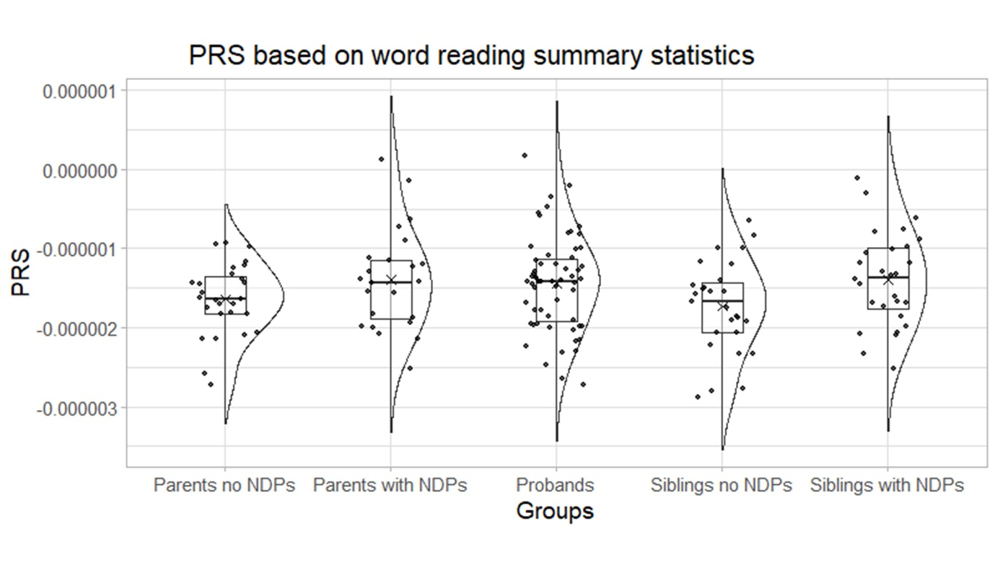 PRS based on word reading summary statistics
0.000001
0.000000
-0.000001
-0.000002
-0.000003
PRS
Parents no NDPs Parents with NDPs Probands Siblings no NDPs Siblings with NDPs
Groups